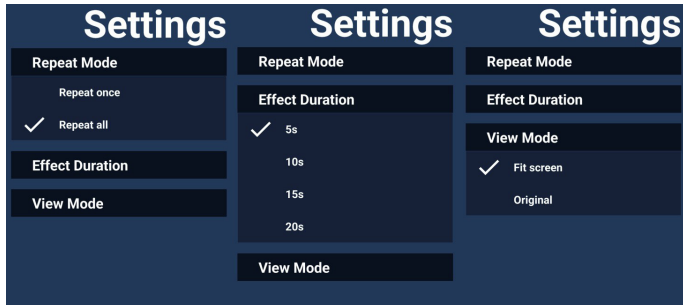 Settings
Repeat Mode
Repeat once
Repeat all
Effect Duration
View Mode
Settings
Repeat Mode
Effect Duration
5s
10s
15s
20s
View Mode
Settings
Repeat Mode
Effect Duration
View Mode
Fit screen
Original